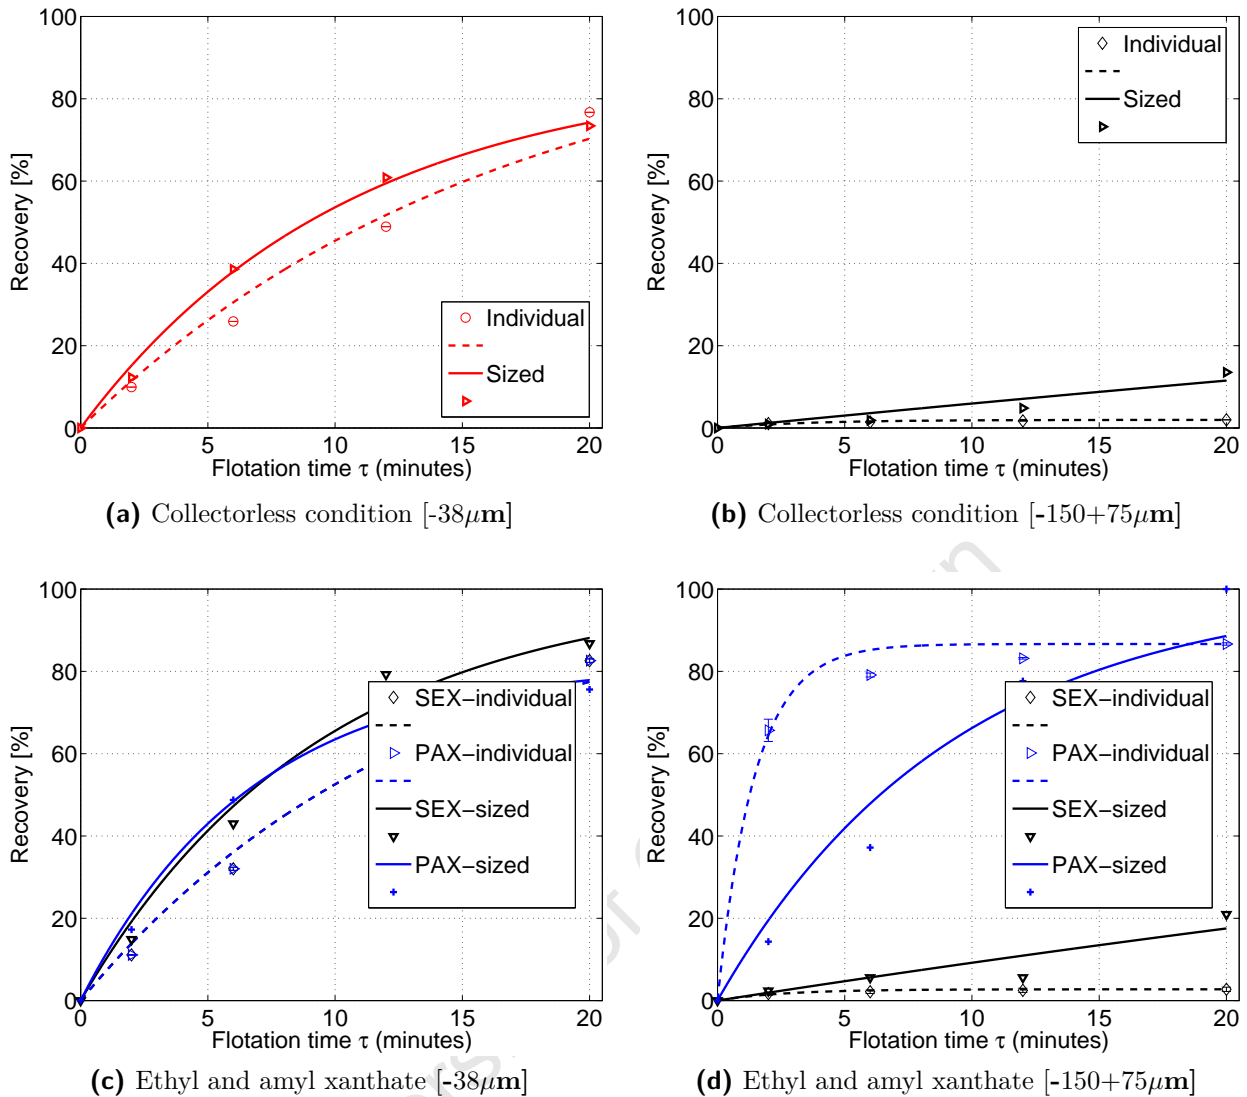 100
80
60
40
20
0
Recovery [%]
Individual
Sized
0 5 10 15 20
Flotation time τ (minutes)
(a) Collectorless condition [-38μm]
100
80
60
40
20
0
Recovery [%]
Individual
Sized
0 5 10 15 20
Flotation time τ (minutes)
(b) Collectorless condition [-150+75μm]
100
80
60
40
20
0
Recovery [%]
SEX–individual
PAX–individual
SEX–sized
PAX–sized
0 5 10 15 20
Flotation time τ (minutes)
(c) Ethyl and amyl xanthate [-38μm]
100
80
60
40
20
0
Recovery [%]
SEX–individual
PAX–individual
SEX–sized
PAX–sized
0 5 10 15 20
Flotation time τ (minutes)
(d) Ethyl and amyl xanthate [-150+75μm]